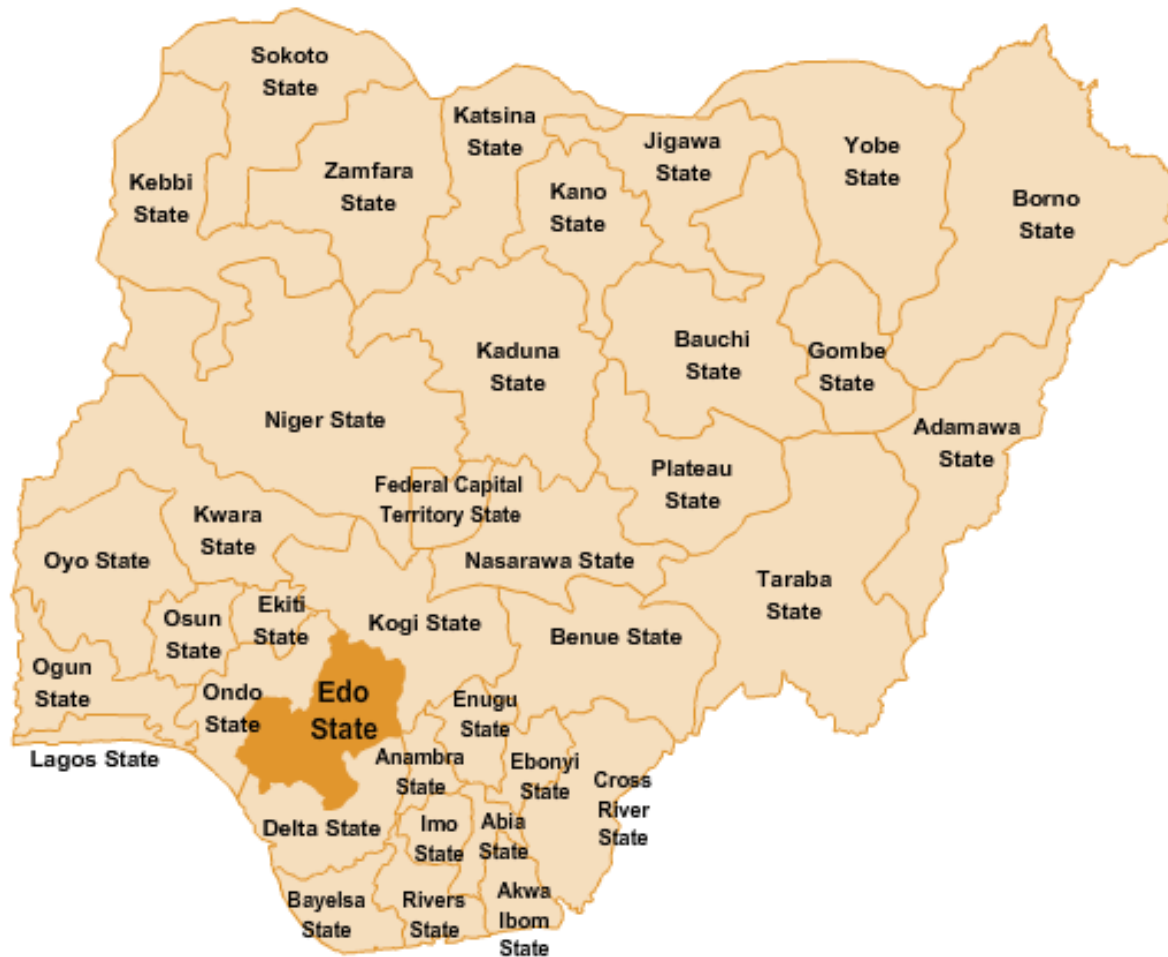 Sokoto
State
Katsina
State
Jigawa
State
Yobe
State
Kebbi
State
Zamfara
State
Kano
State
Borno
State
Kaduna
State
Bauchi
State
Gombe
State
Niger State
Adamawa
State
Plateau
State
Federal Capital
Territory State
Kwara
State
Oyo State
Nasarawa State
Taraba
State
Osun
State
Ekiti
State
Kogi State
Benue State
Ogun
State
Ondo
State
Edo
State
Enugu
State
Lagos State
Anambra
State
Ebonyi
State
Cross
River
State
Delta State
Imo
State
Abia
State
Bayelsa
State
Rivers
State
Akwa
Ibom
State